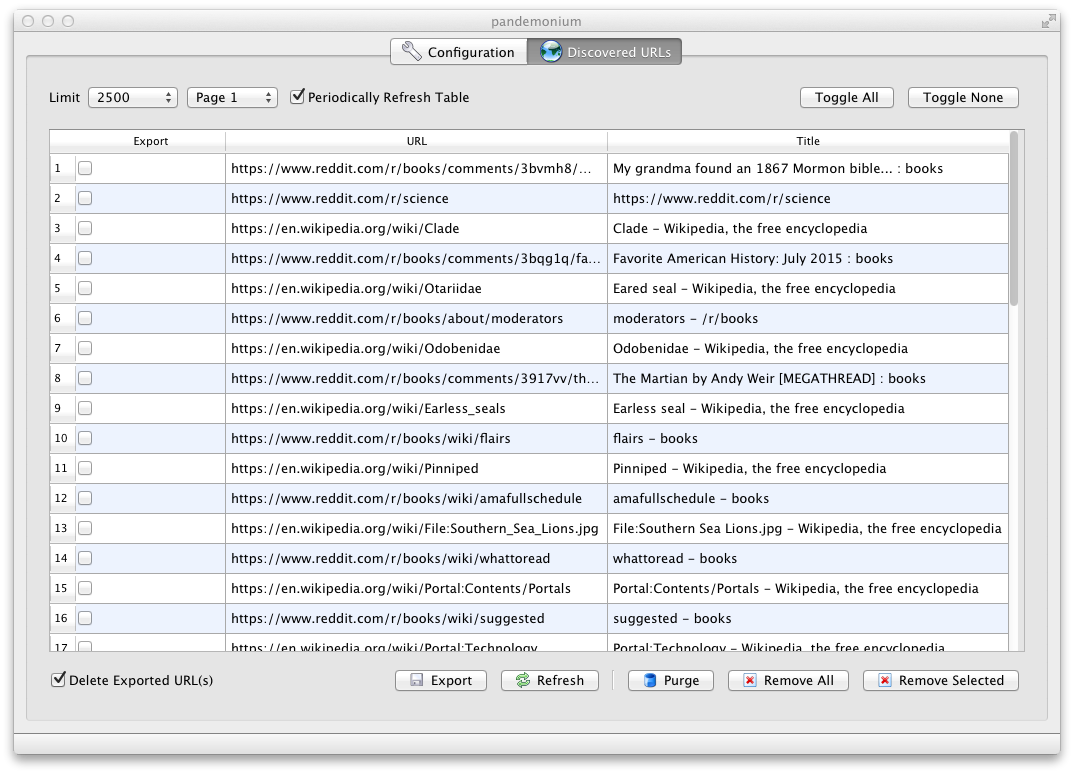 pandemonium
Configuration Discovered URLs
Limit 2500 Page 1 Periodically Refresh Table Toggle All Toggle None
Export URL Title
1 https://www.reddit.com/r/books/comments/3bvmh8/... My grandma found an 1867 Mormon bible... : books
2 https://www.reddit.com/r/science https://www.reddit.com/r/science
3 https://en.wikipedia.org/wiki/Clade Clade – Wikipedia, the free encyclopedia
4 https://www.reddit.com/r/books/comments/3bqg1q/fa... Favorite American History: July 2015 : books
5 https://en.wikipedia.org/wiki/Otariidae Eared seal – Wikipedia, the free encyclopedia
6 https://www.reddit.com/r/books/about/moderators moderators – /r/books
7 https://en.wikipedia.org/wiki/Odobenidae Odobenidae – Wikipedia, the free encyclopedia
8 https://www.reddit.com/r/books/comments/3917vv/th... The Martian by Andy Weir [MEGATHREAD] : books
9 https://en.wikipedia.org/wiki/Earless_seals Earless seal – Wikipedia, the free encyclopedia
10 https://www.reddit.com/r/books/wiki/flairs flairs – books
11 https://en.wikipedia.org/wiki/Pinniped Pinniped – Wikipedia, the free encyclopedia
12 https://www.reddit.com/r/books/wiki/amafullschedule amafullschedule – books
13 https://en.wikipedia.org/wiki/File:Southern_Sea_Lions.jpg File:Southern Sea Lions.jpg – Wikipedia, the free encyclopedia
14 https://www.reddit.com/r/books/wiki/whattoread whattoread – books
15 https://en.wikipedia.org/wiki/Portal:Contents/Portals Portal:Contents/Portals – Wikipedia, the free encyclopedia
16 https://www.reddit.com/r/books/wiki/suggested suggested – books
17 https://en.wikipedia.org/wiki/Portal:Technology Portal:Technology – Wikipedia, the free encyclopedia
Delete Exported URL(s) Export Refresh Purge Remove All Remove Selected